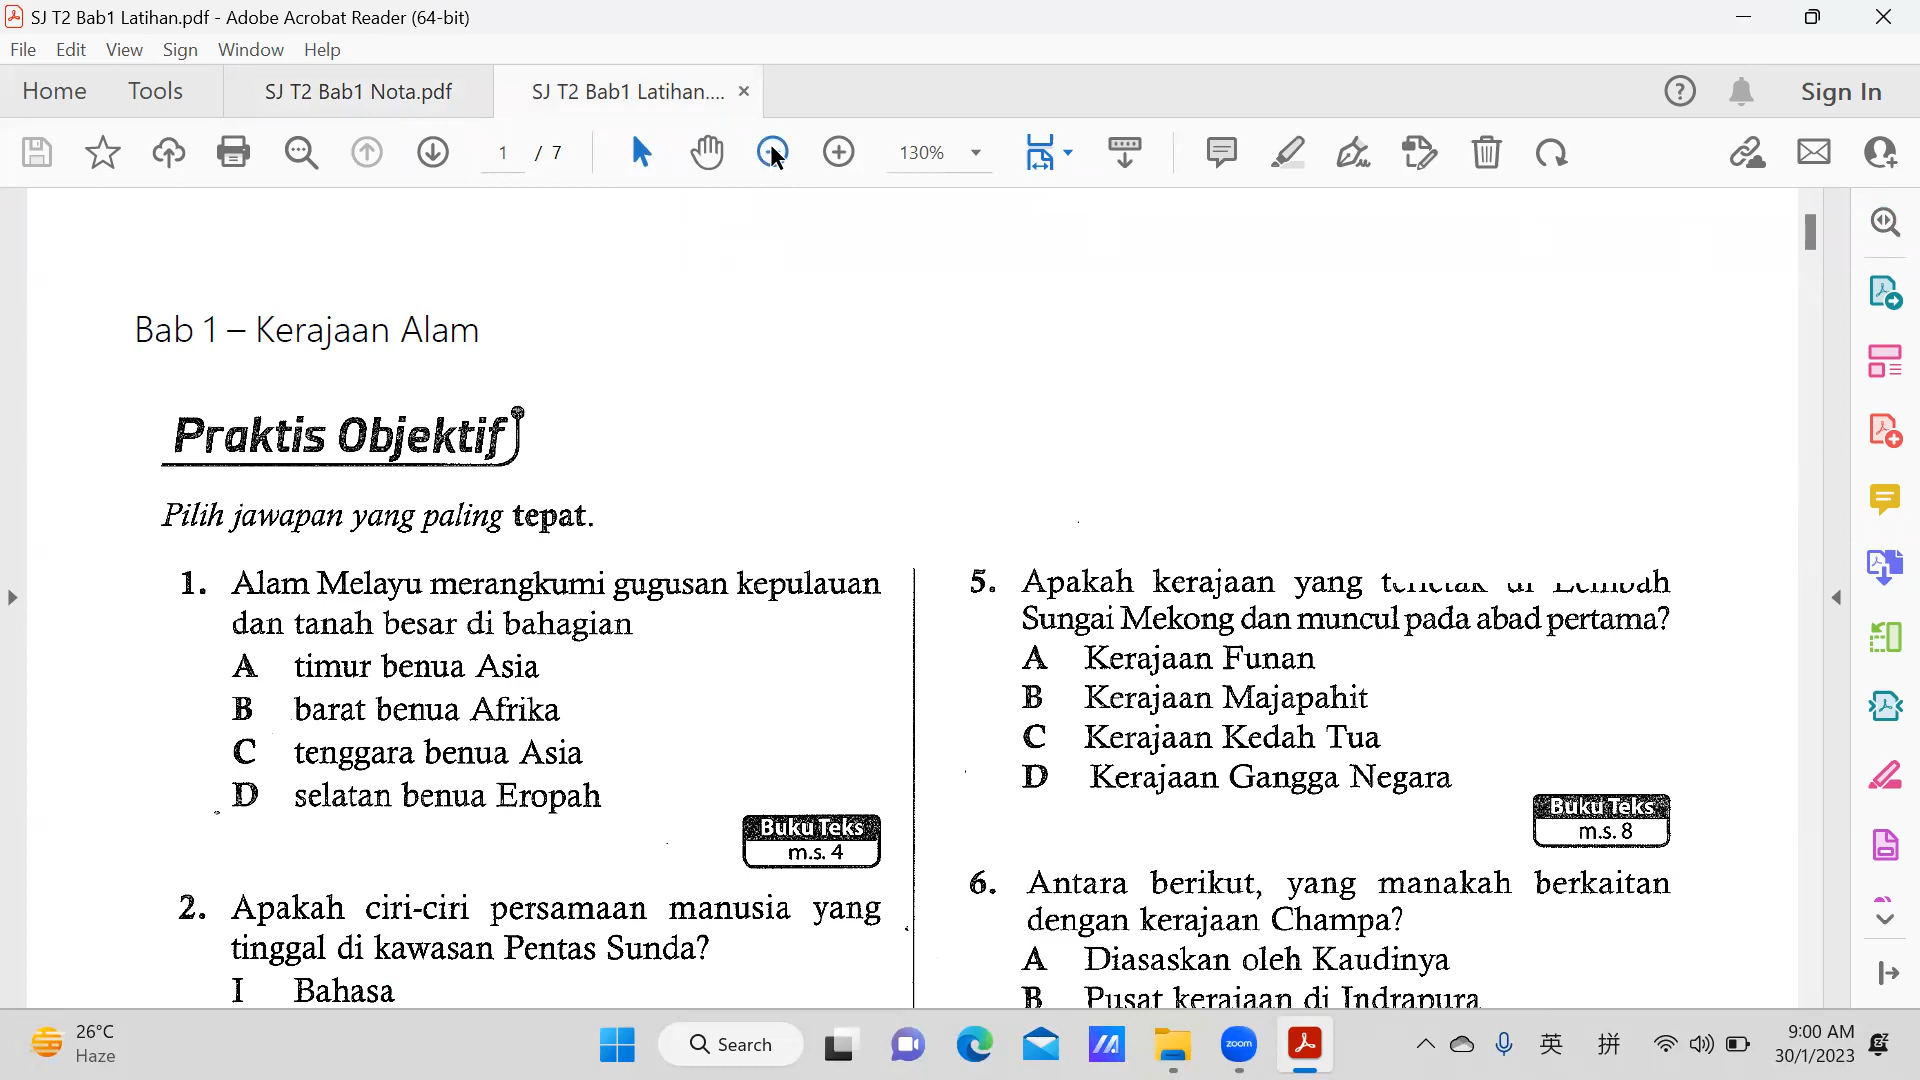 SJ T2 Bab1 Latihan.pdf - Adobe Acrobat Reader (64-bit)
File Edit View Sign Window Help
Home Tools SJ T2 Bab1 Nota.pdf SJ T2 Bab1 Latihan.... × Sign In
1 / 7 130%
Bab 1 – Kerajaan Alam
Praktis Objektif
Pilih jawapan yang paling tepat.
1. Alam Melayu merangkumi gugusan kepulauan
dan tanah besar di bahagian
A timur benua Asia
B barat benua Afrika
C tenggara benua Asia
D selatan benua Eropah
Buku Teks
m.s. 4
2. Apakah ciri-ciri persamaan manusia yang
tinggal di kawasan Pentas Sunda?
I Bahasa
5. Apakah kerajaan yang
Sungai Mekong dan muncul pada abad pertama?
A Kerajaan Funan
B Kerajaan Majapahit
C Kerajaan Kedah Tua
D Kerajaan Gangga Negara
Buku Teks
m.s. 8
6. Antara berikut, yang manakah berkaitan
dengan kerajaan Champa?
A Diasaskan oleh Kaudinya
B Pusat kerajaan di Indrapura
26°C
Haze
Search
zoom
英 拼
9:00 AM
30/1/2023